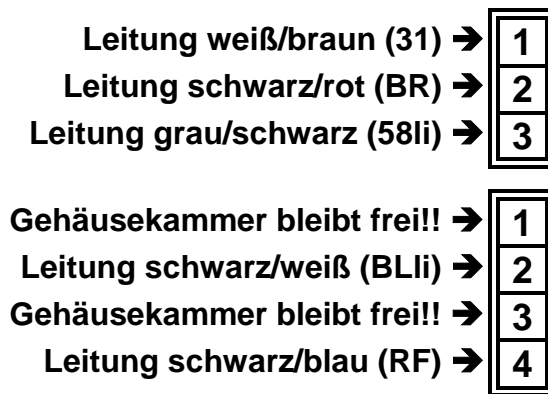 Leitung weiß/braun (31) ➔ 1
Leitung schwarz/rot (BR) ➔ 2
Leitung grau/schwarz (58li) ➔ 3
Gehäusekammer bleibt frei!! ➔ 1
Leitung schwarz/weiß (BLli) ➔ 2
Gehäusekammer bleibt frei!! ➔ 3
Leitung schwarz/blau (RF) ➔ 4